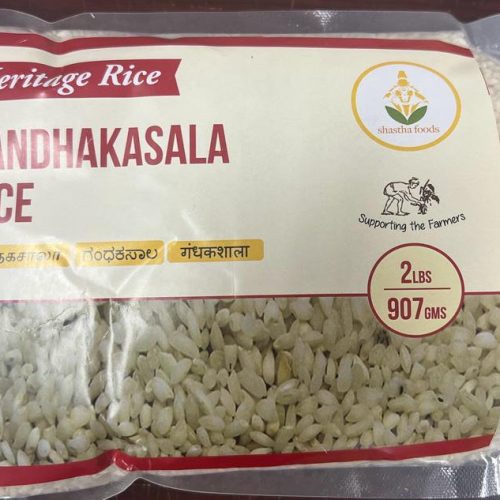 Heritage Rice
ANDHAKASALA
CE
ಗಂಧಕಸಾಲ गंधकशाला
shastha foods
Supporting the Farmers
2LBS
907GMS